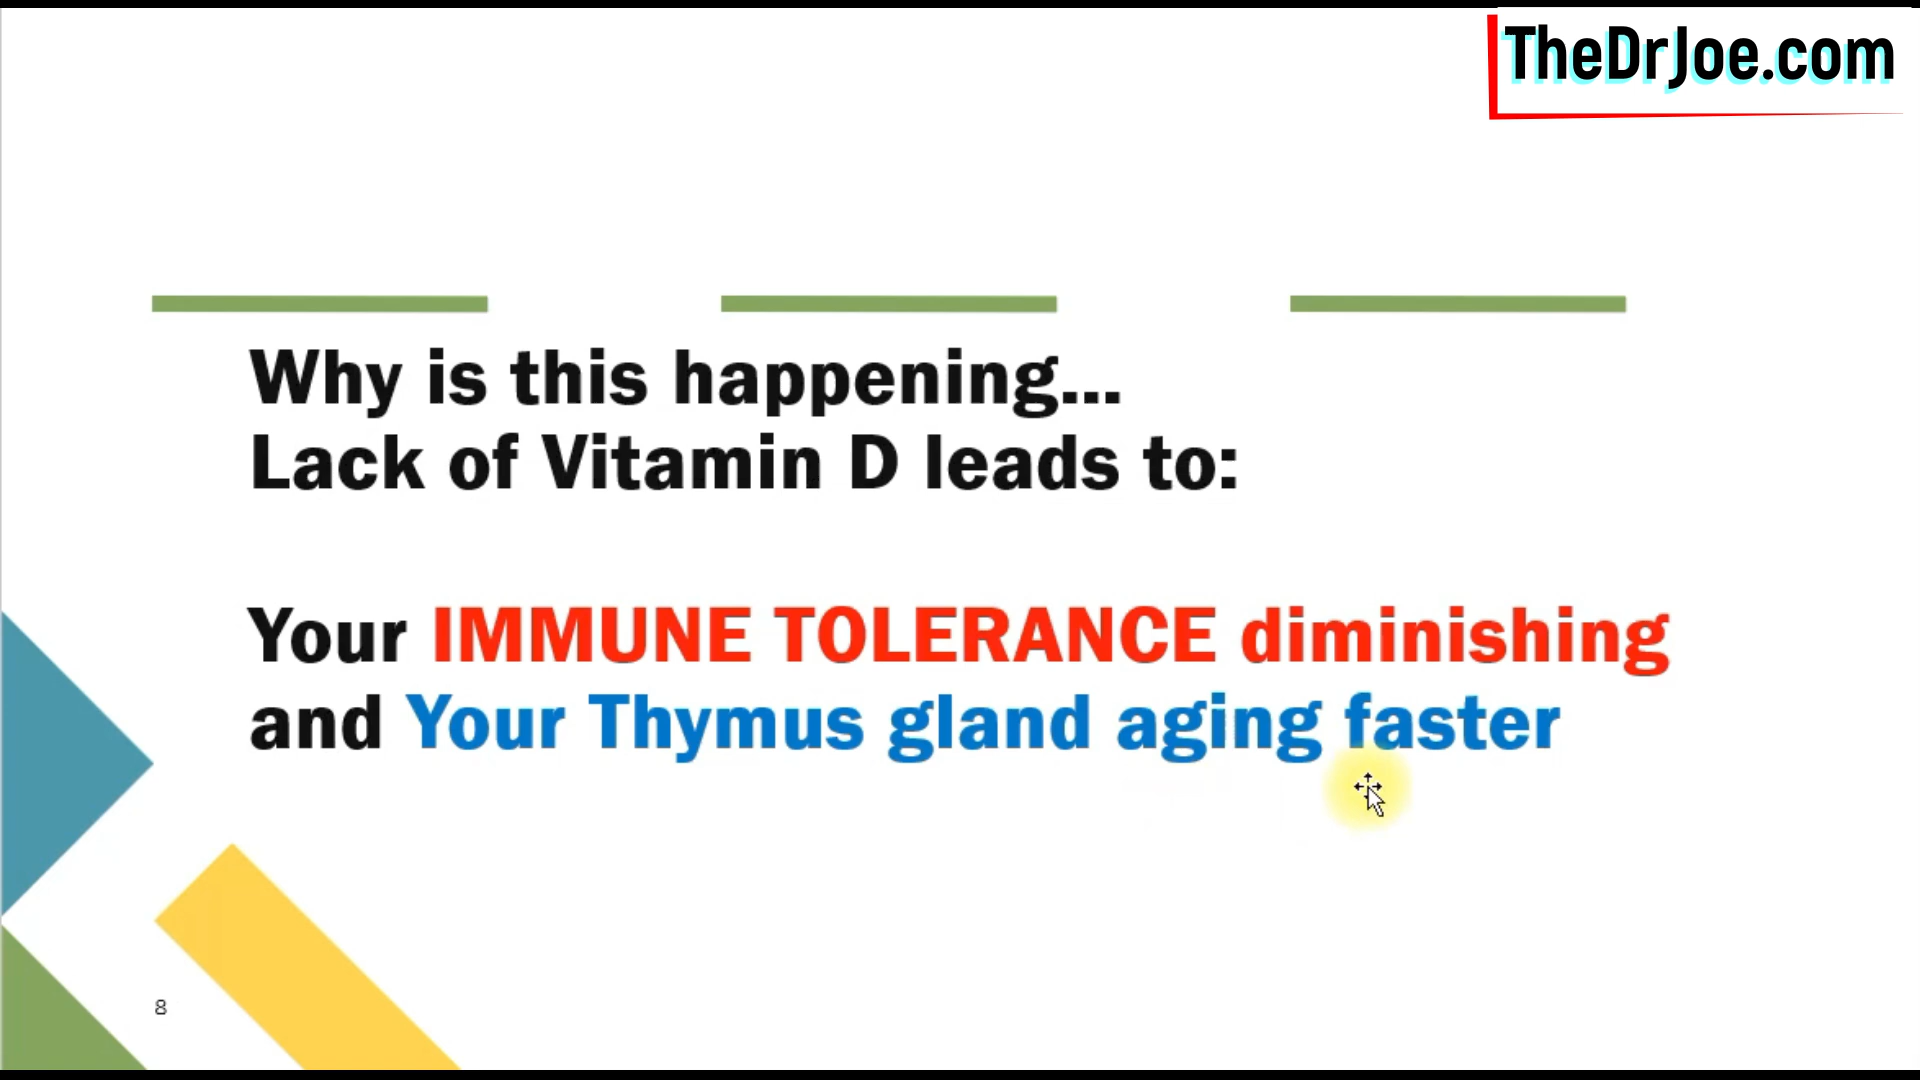 TheDrJoe.com
Why is this happening...
Lack of Vitamin D leads to:
Your IMMUNE TOLERANCE diminishing
and Your Thymus gland aging faster
8